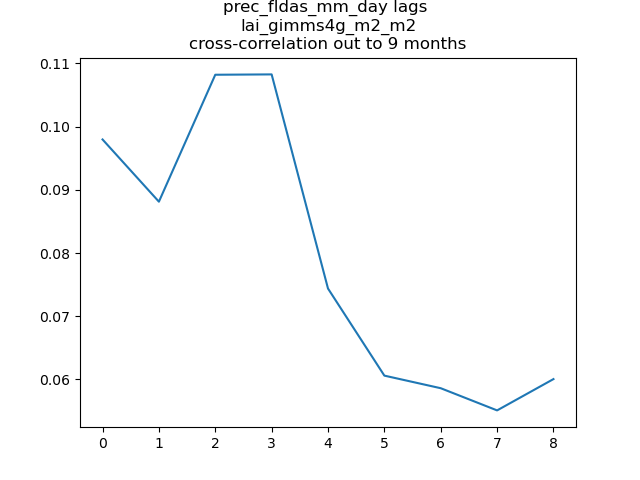 prec_fldas_mm_day lags
lai_gimms4g_m2_m2
cross-correlation out to 9 months
0.11
0.10
0.09
0.08
0.07
0.06
0 1 2 3 4 5 6 7 8